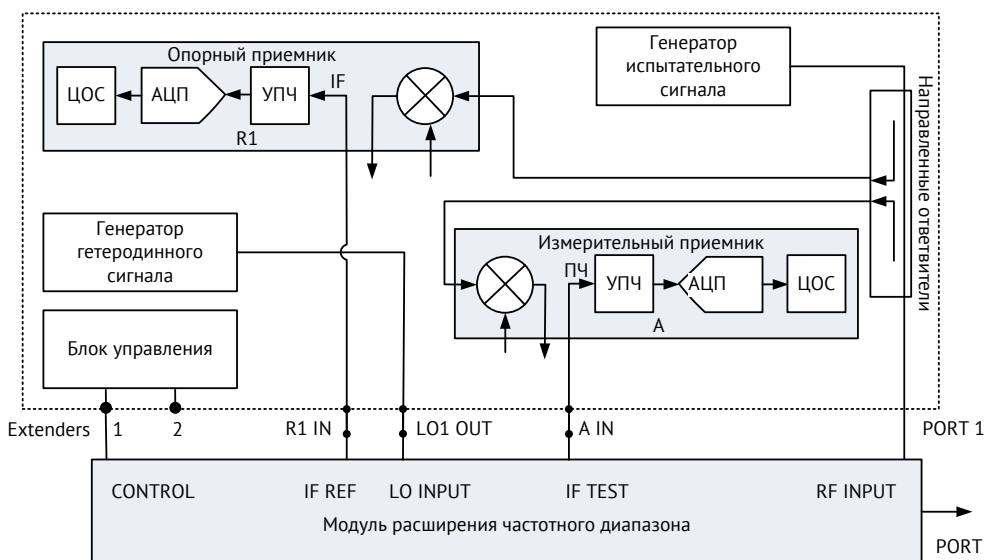 Опорный приемник
ЦОС
АЦП
УПЧ
IF
R1
Генератор
испытательного
сигнала
Направленные ответвители
Генератор
гетеродинного
сигнала
Измерительный приемник
ПЧ
УПЧ
АЦП
ЦОС
A
Блок управления
Extenders 1 2 R1 IN LO1 OUT A IN PORT 1
CONTROL IF REF LO INPUT IF TEST RF INPUT
Модуль расширения частотного диапазона
PORT